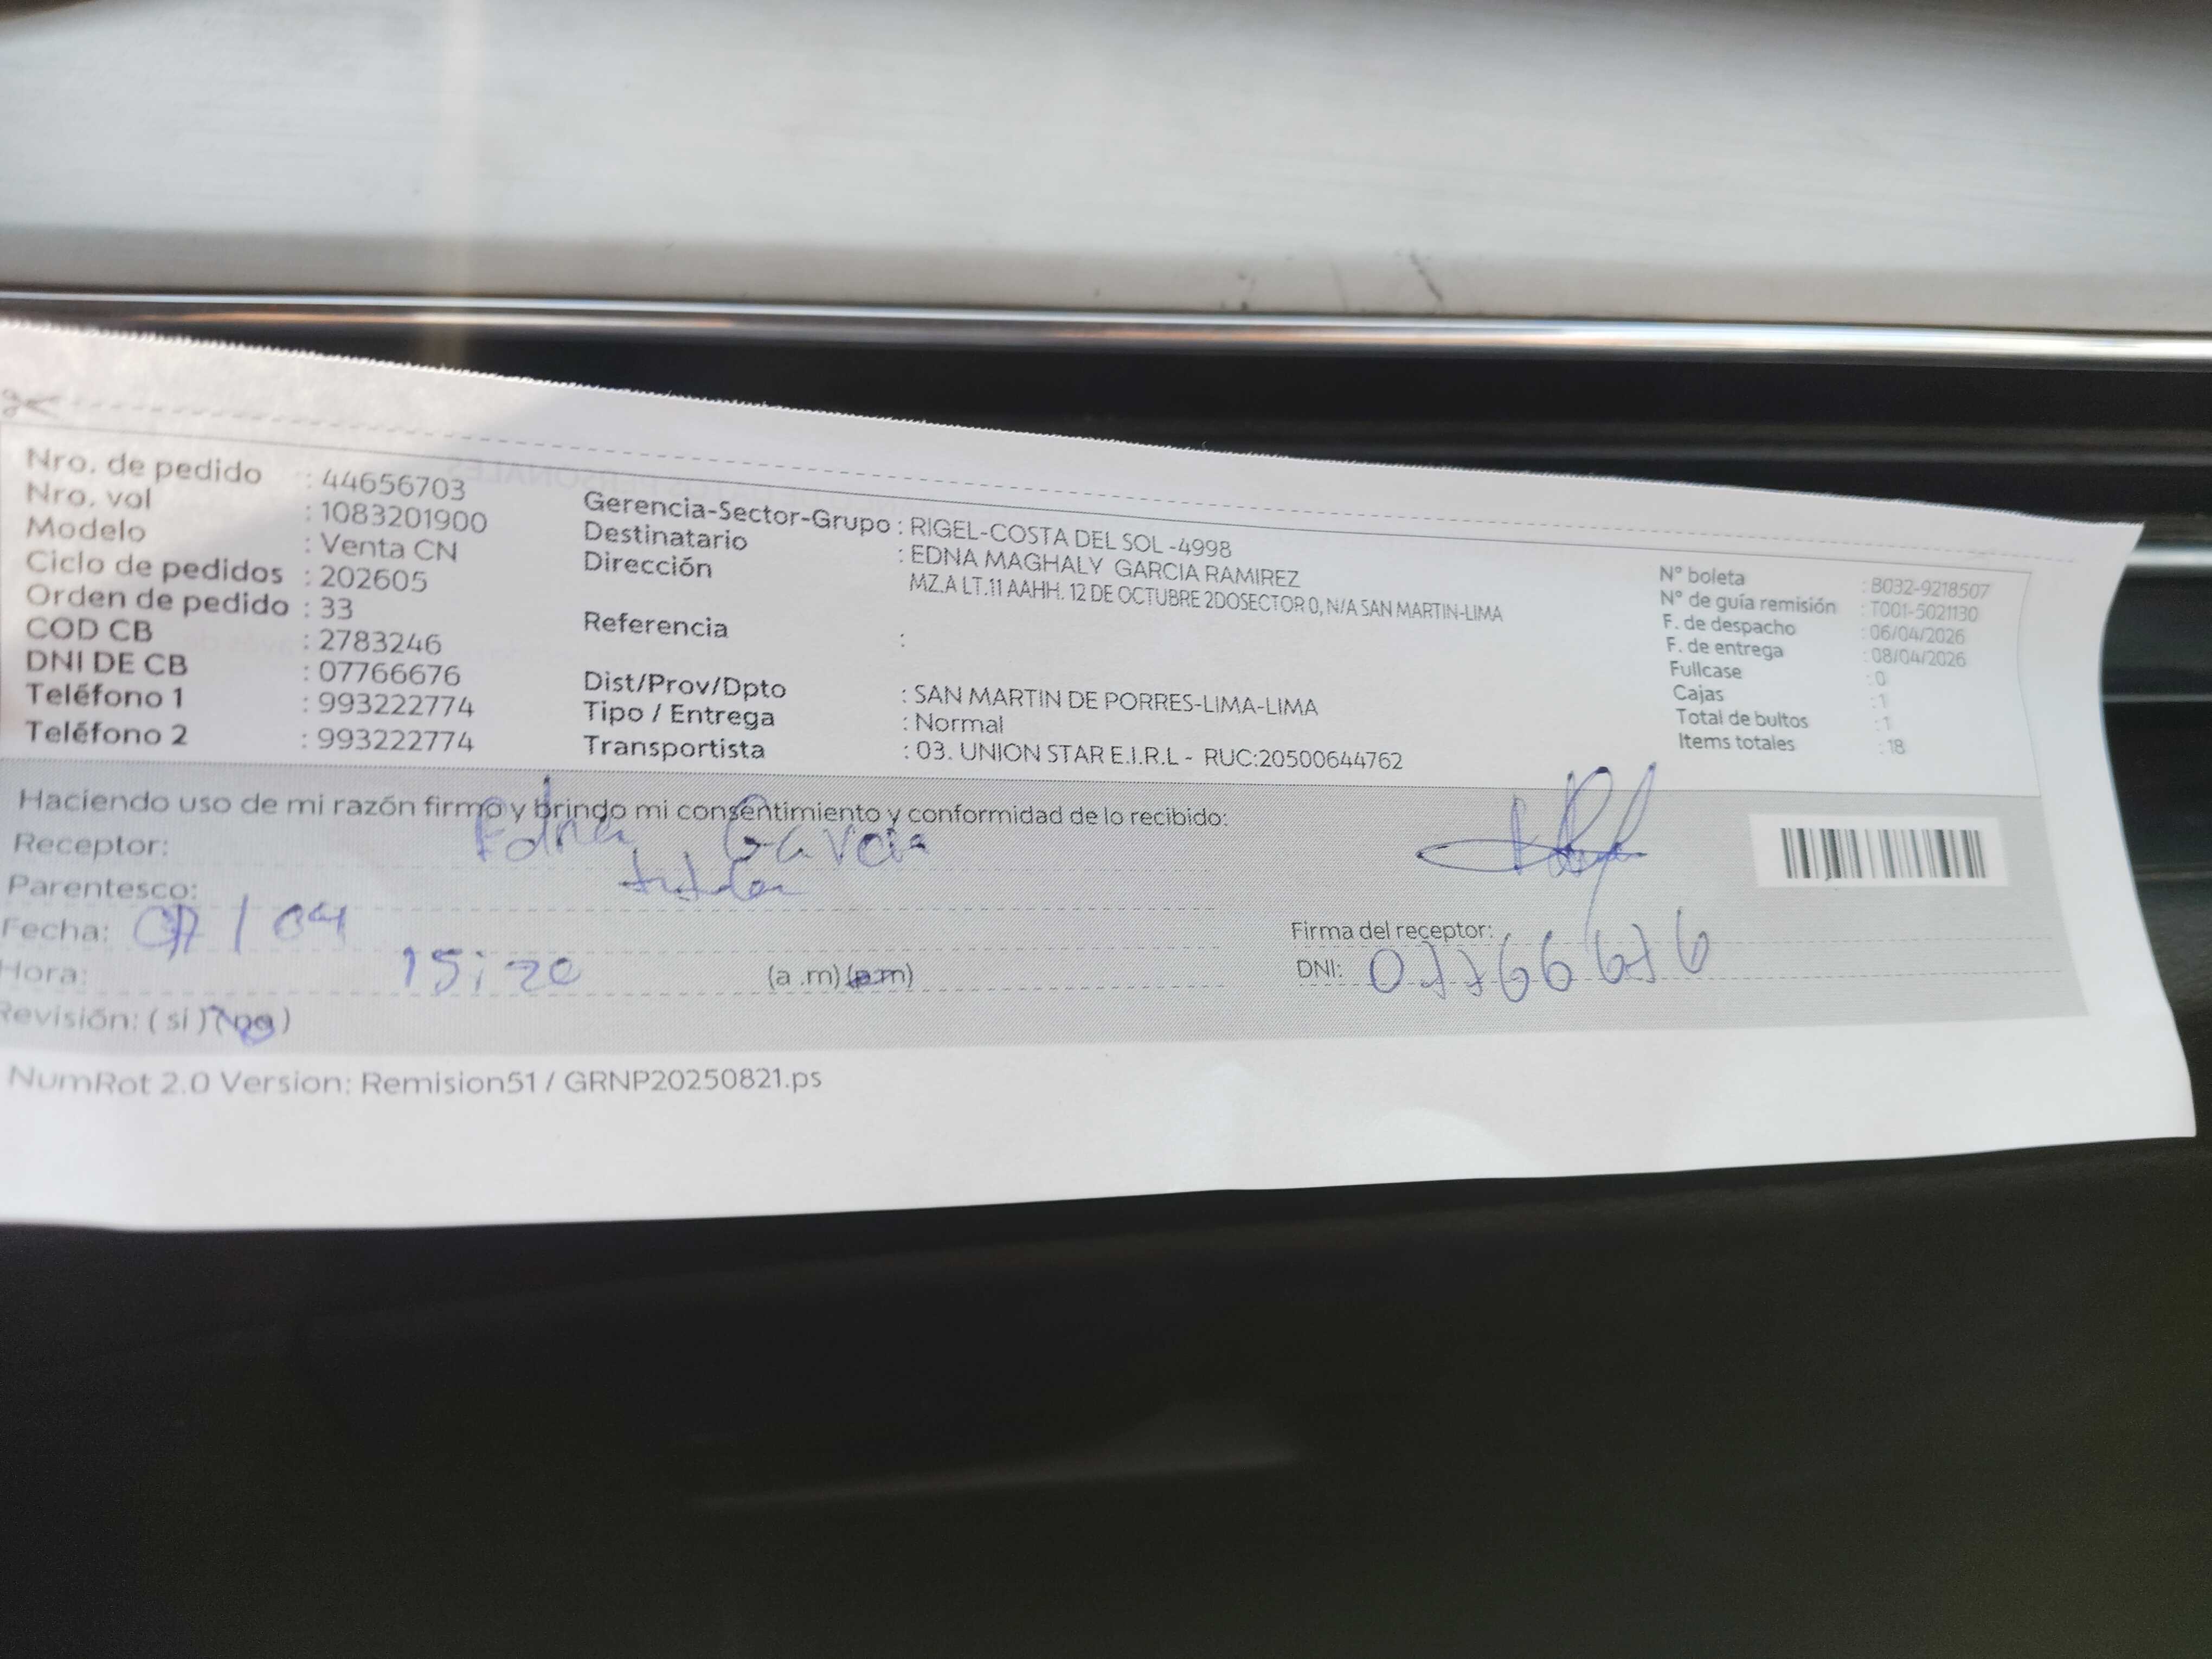 Nro. de pedido : 44656703
Nro. vol : 1083201900
Modelo : Venta CN
Ciclo de pedidos : 202605
Orden de pedido : 33
COD CB : 2783246
DNI DE CB : 07766676
Teléfono 1 : 993222774
Teléfono 2 : 993222774
Gerencia-Sector-Grupo : RIGEL-COSTA DEL SOL -4998
Destinatario : EDNA MAGHALY GARCIA RAMIREZ
Dirección MZ.A LT.11 AAHH. 12 DE OCTUBRE 2DOSECTOR 0, N/A SAN MARTIN-LIMA
Referencia :
Dist/Prov/Dpto : SAN MARTIN DE PORRES-LIMA-LIMA
Tipo / Entrega : Normal
Transportista : 03. UNION STAR E.I.R.L - RUC:20500644762
N° boleta : B032-9218507
N° de guía remisión : T001-5021130
F. de despacho : 06/04/2026
F. de entrega : 08/04/2026
Fullcase : 0
Cajas : 1
Total de bultos : 1
Items totales : 18
Haciendo uso de mi razón firmo y brindo mi consentimiento y conformidad de lo recibido:
Receptor: Edna Garcia
Parentesco: titular
Fecha: / 04
Hora: 15:20 (a.m) (p.m)
Revisión: ( si ) ( no )
Firma del receptor:
DNI: 07766676
NumRot 2.0 Version: Remision51 / GRNP20250821.ps